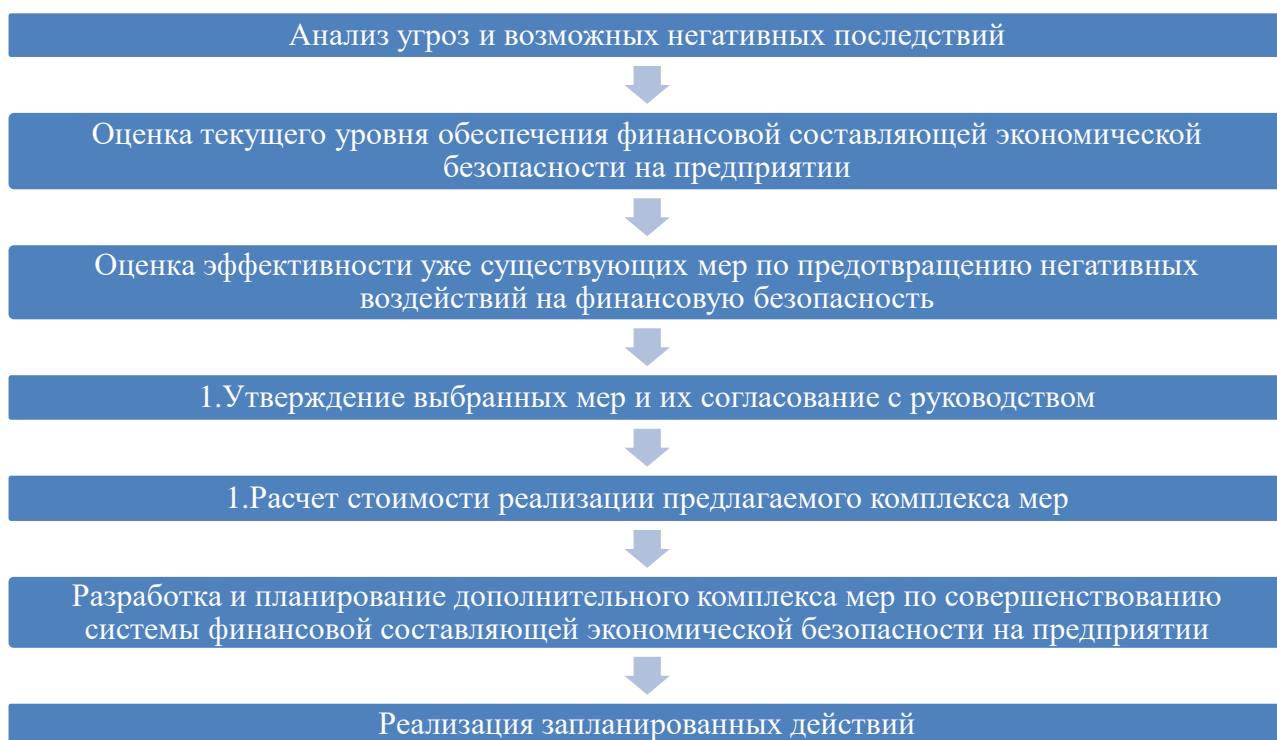 Анализ угроз и возможных негативных последствий
Оценка текущего уровня обеспечения финансовой составляющей экономической
безопасности на предприятии
Оценка эффективности уже существующих мер по предотвращению негативных
воздействий на финансовую безопасность
1.Утверждение выбранных мер и их согласование с руководством
1.Расчет стоимости реализации предлагаемого комплекса мер
Разработка и планирование дополнительного комплекса мер по совершенствованию
системы финансовой составляющей экономической безопасности на предприятии
Реализация запланированных действий